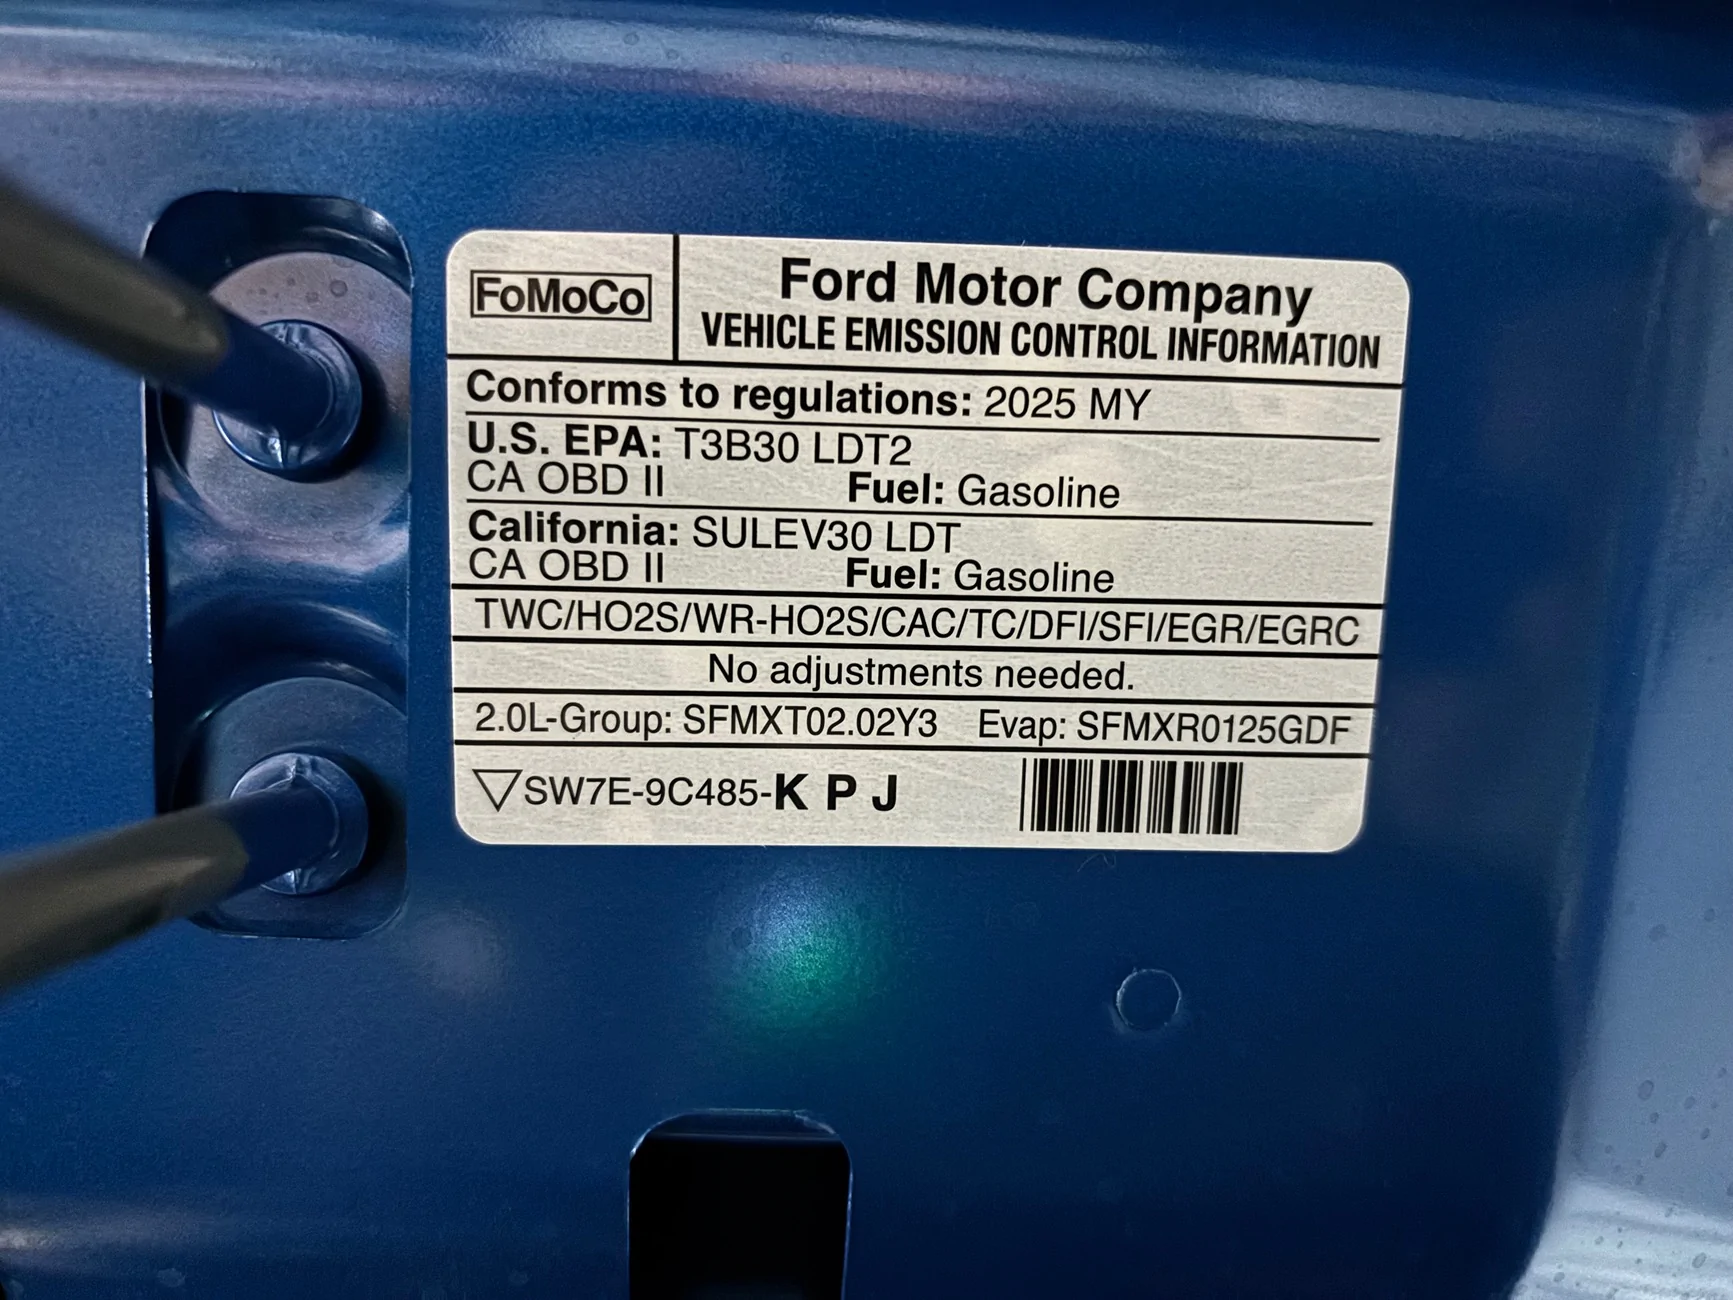 FoMoCo
Ford Motor Company
VEHICLE EMISSION CONTROL INFORMATION
Conforms to regulations: 2025 MY
U.S. EPA: T3B30 LDT2
CA OBD II Fuel: Gasoline
California: SULEV30 LDT
CA OBD II Fuel: Gasoline
TWC/HO2S/WR-HO2S/CAC/TC/DFI/SFI/EGR/EGRC
No adjustments needed.
2.0L-Group: SFMXT02.02Y3 Evap: SFMXR0125GDF
SW7E-9C485-K P J